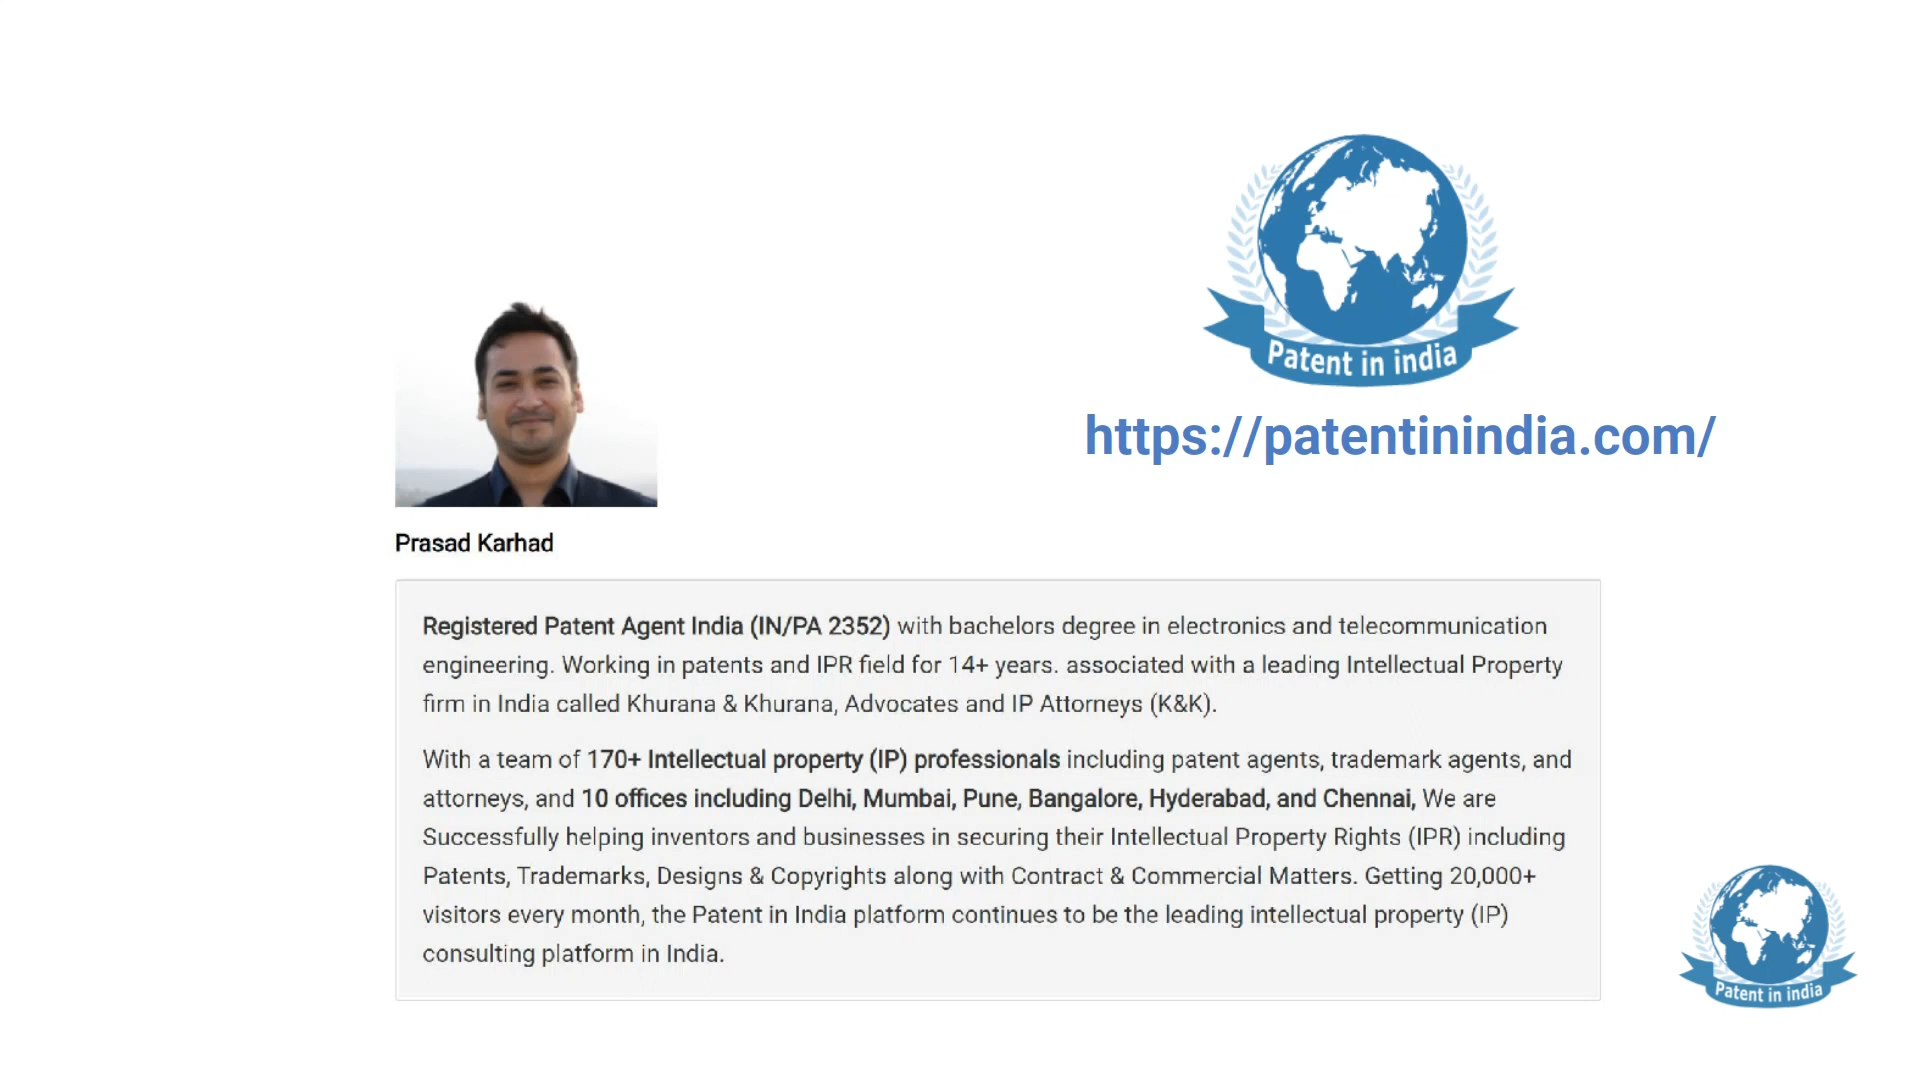 Patent in india
https://patentinindia.com/
Prasad Karhad
Registered Patent Agent India (IN/PA 2352) with bachelors degree in electronics and telecommunication
engineering. Working in patents and IPR field for 14+ years. associated with a leading Intellectual Property
firm in India called Khurana & Khurana, Advocates and IP Attorneys (K&K).
With a team of 170+ Intellectual property (IP) professionals including patent agents, trademark agents, and
attorneys, and 10 offices including Delhi, Mumbai, Pune, Bangalore, Hyderabad, and Chennai, We are
Successfully helping inventors and businesses in securing their Intellectual Property Rights (IPR) including
Patents, Trademarks, Designs & Copyrights along with Contract & Commercial Matters. Getting 20,000+
visitors every month, the Patent in India platform continues to be the leading intellectual property (IP)
consulting platform in India.
Patent in india